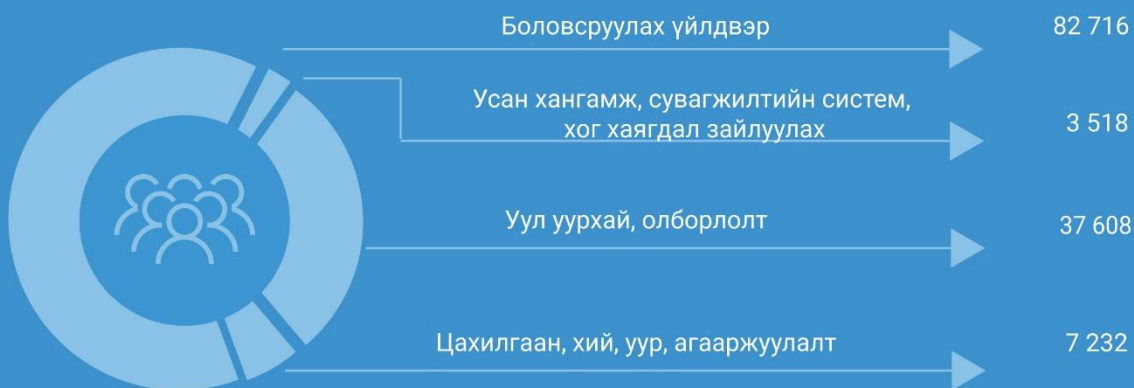 Боловсруулах үйлдвэр 82 716
Усан хангамж, сувагжилтийн систем,
хог хаягдал зайлуулах 3 518
Уул уурхай, олборлолт 37 608
Цахилгаан, хий, уур, агааржуулалт 7 232